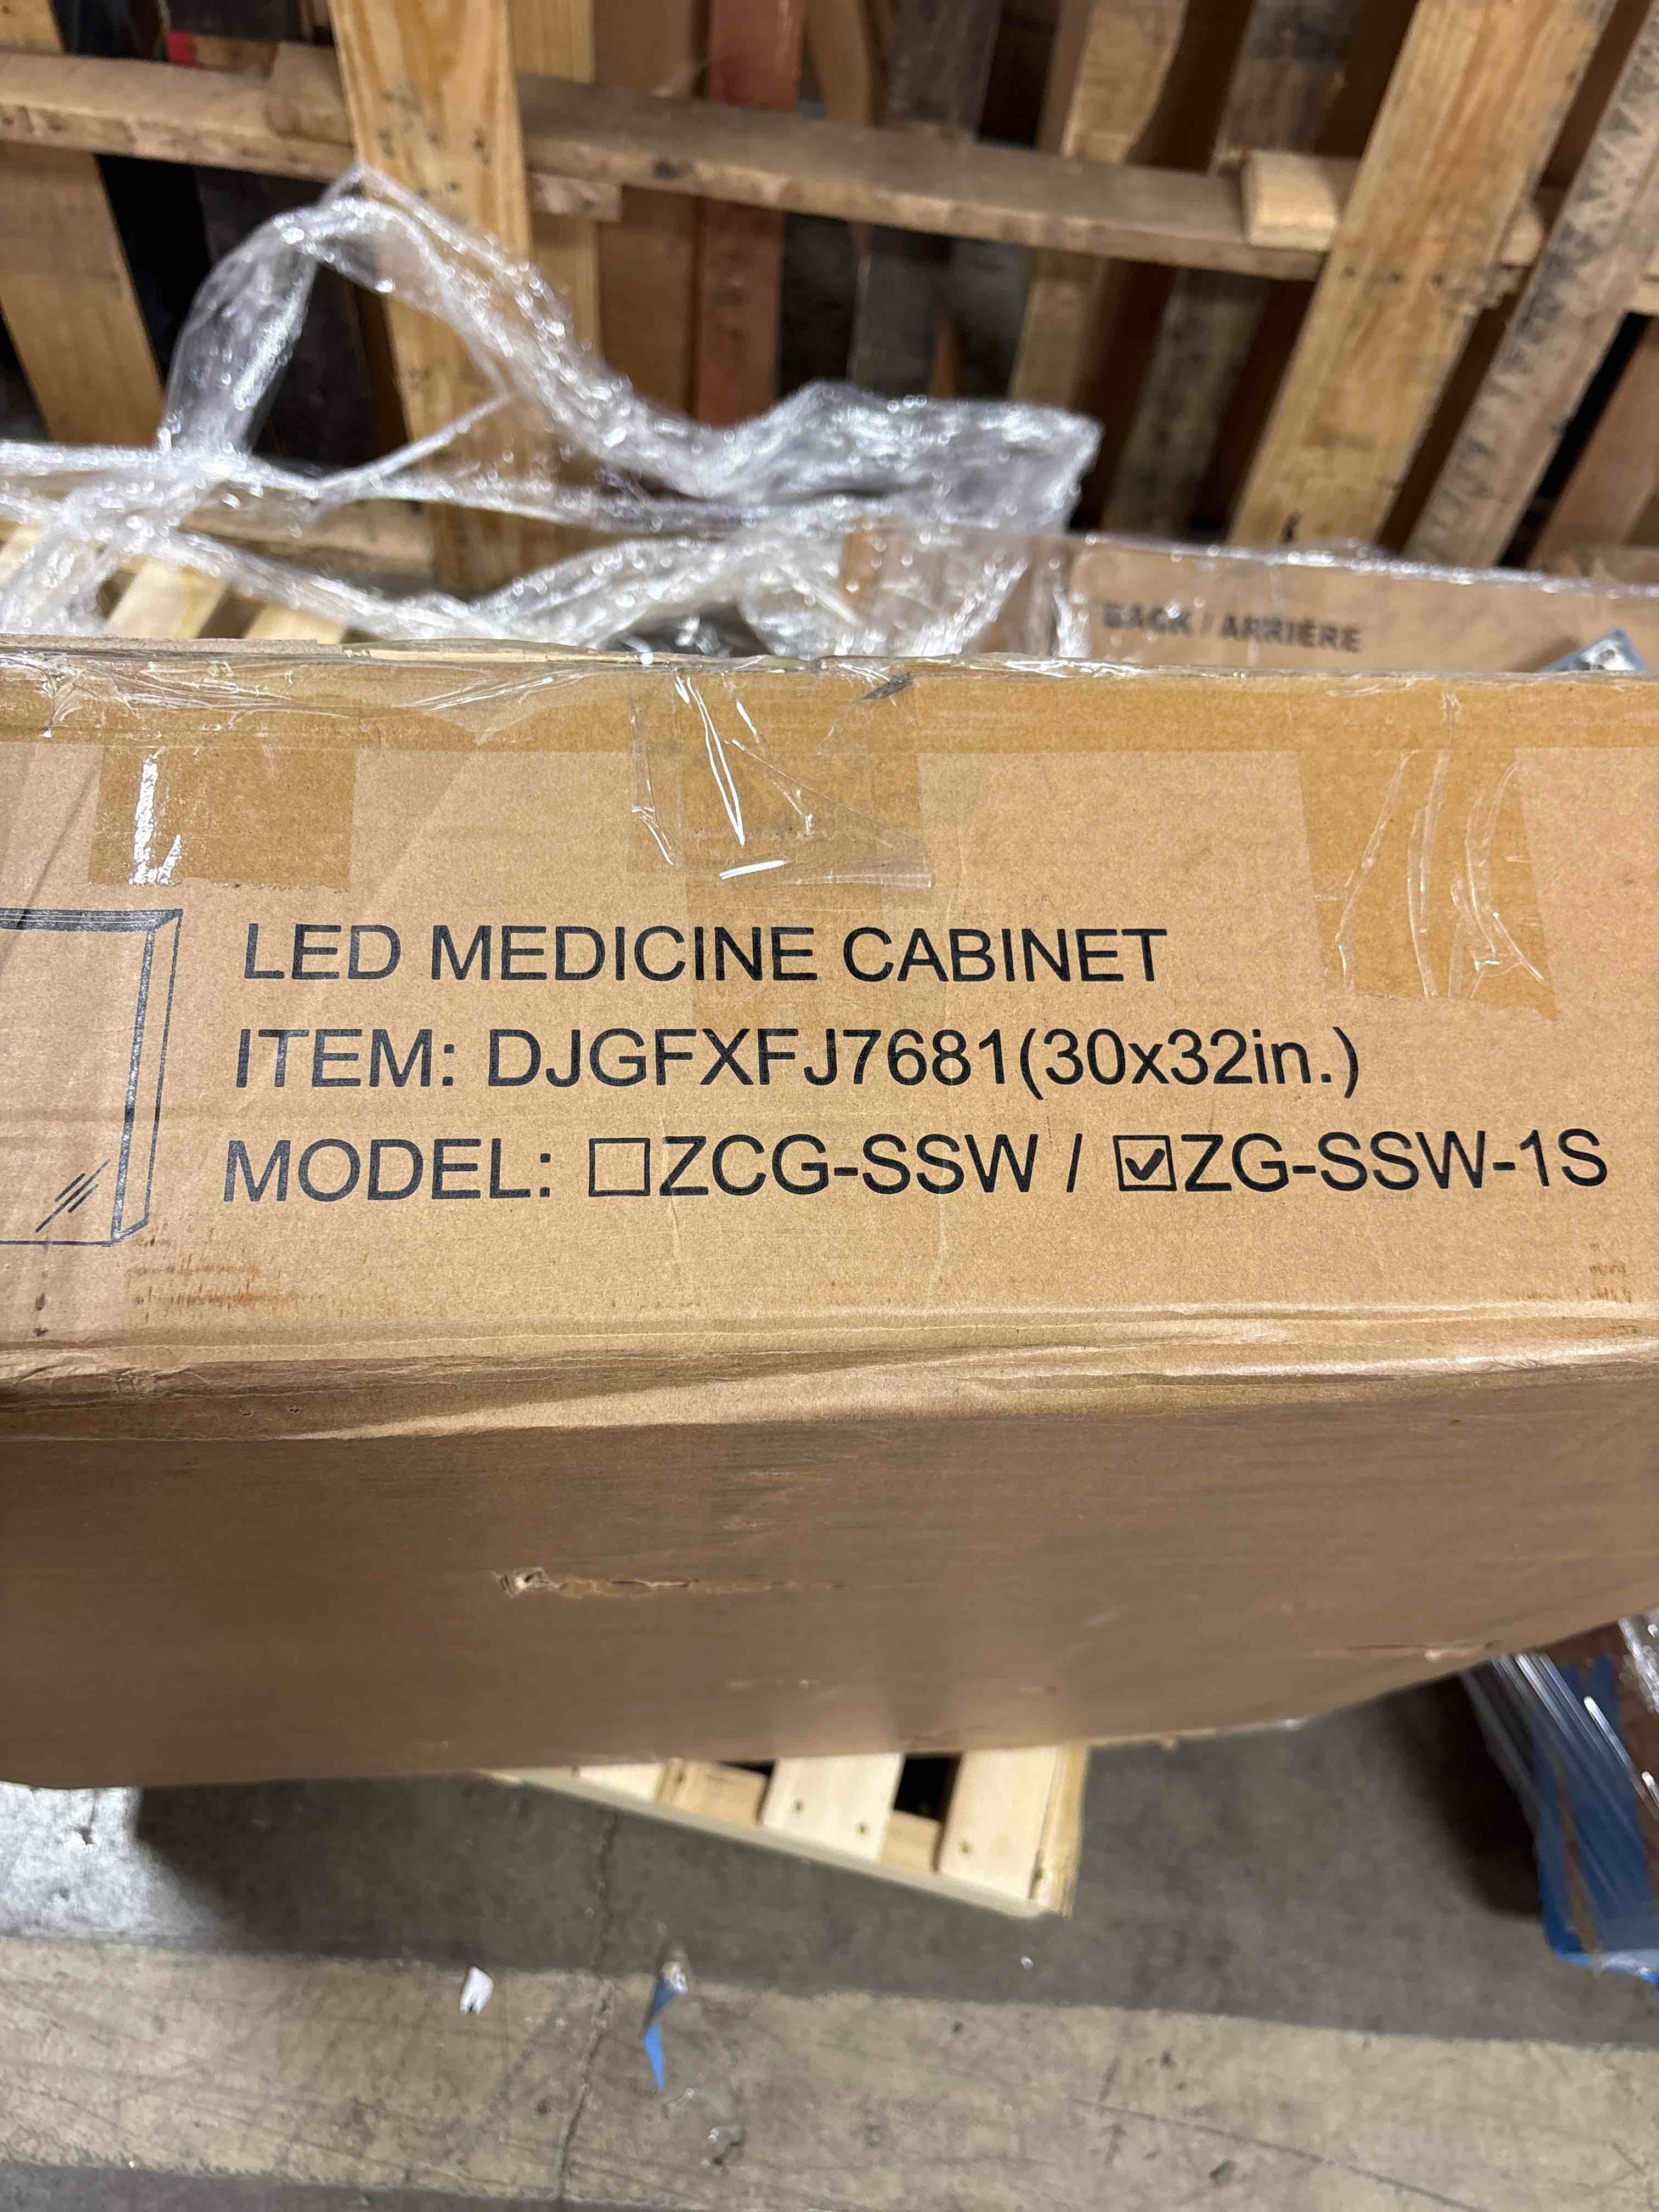 BACK / ARRIÈRE
LED MEDICINE CABINET
ITEM: DJGFXFJ7681(30x32in.)
MODEL: ☐ZCG-SSW / ☑ZG-SSW-1S